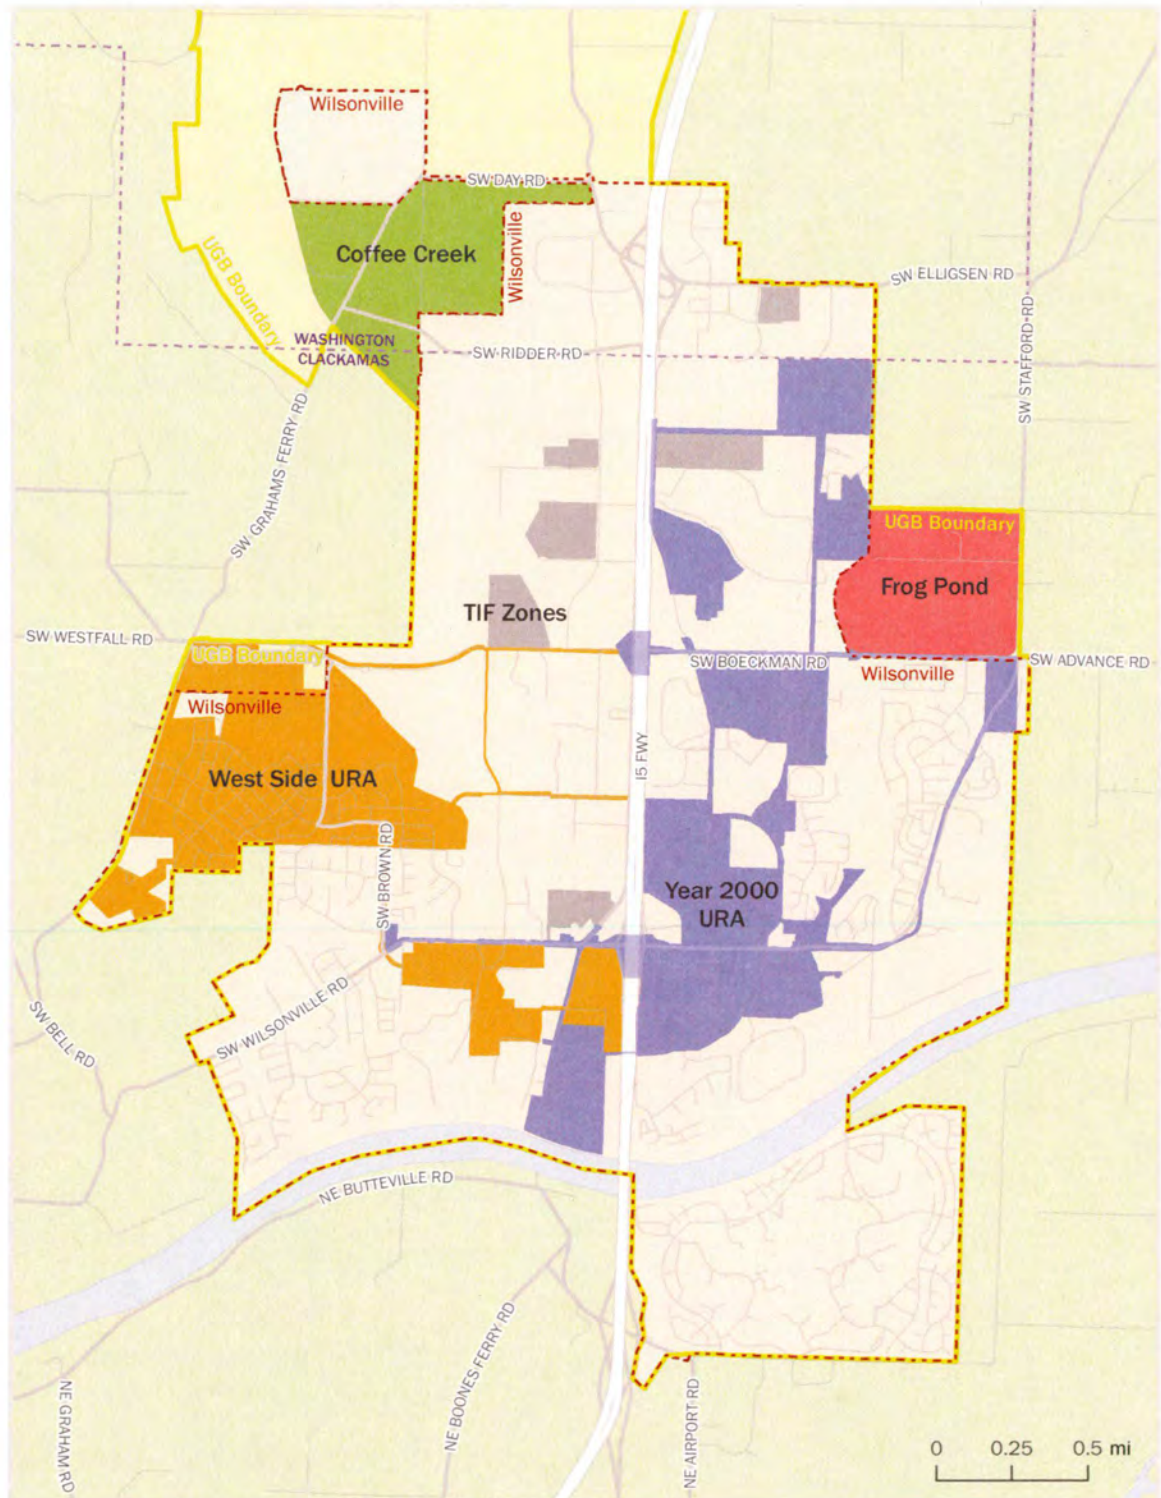 Wilsonville
SW DAY RD
Coffee Creek
Wilsonville
UGB Boundary
SW ELLIGSEN RD
WASHINGTON
CLACKAMAS
SW RIDDER RD
SW STAFFORD RD
SW GRAHAMS FERRY RD
UGB Boundary
Frog Pond
TIF Zones
SW WESTFALL RD
UGB Boundary
SW BOECKMAN RD
SW ADVANCE RD
Wilsonville
Wilsonville
I5 FWY
West Side URA
SW BROWN RD
Year 2000
URA
SW WILSONVILLE RD
SW BELL RD
NE BUTTEVILLE RD
NE BOONES FERRY RD
NE GRAHAM RD
NE AIRPORT RD
0 0.25 0.5 mi